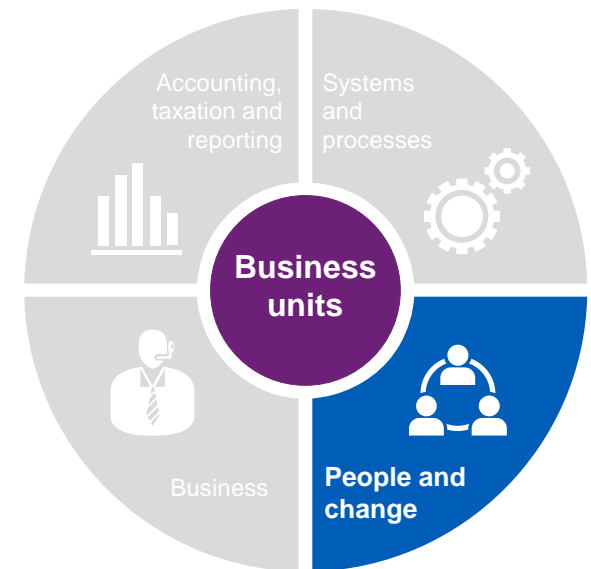 Accounting,
taxation and
reporting
Systems
and
processes
Business
units
Business
People and
change